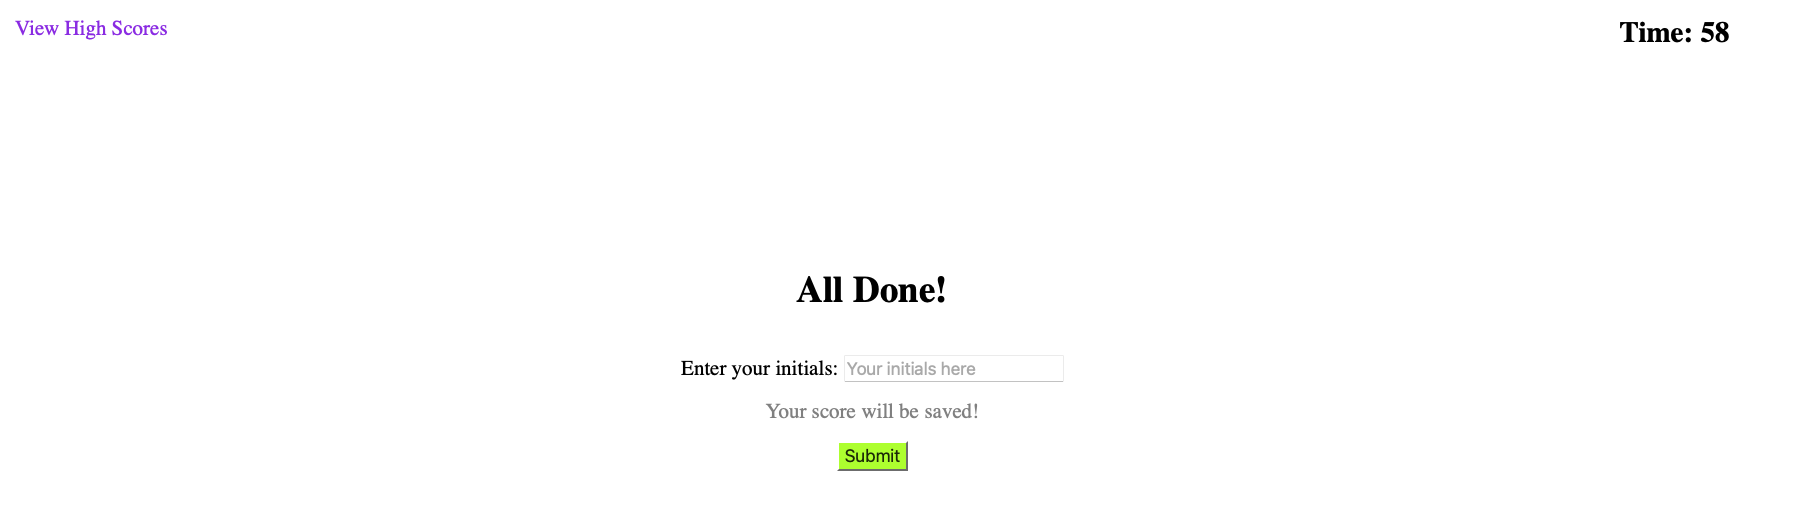 View High Scores
Time: 58
All Done!
Enter your initials: Your initials here
Your score will be saved!
Submit